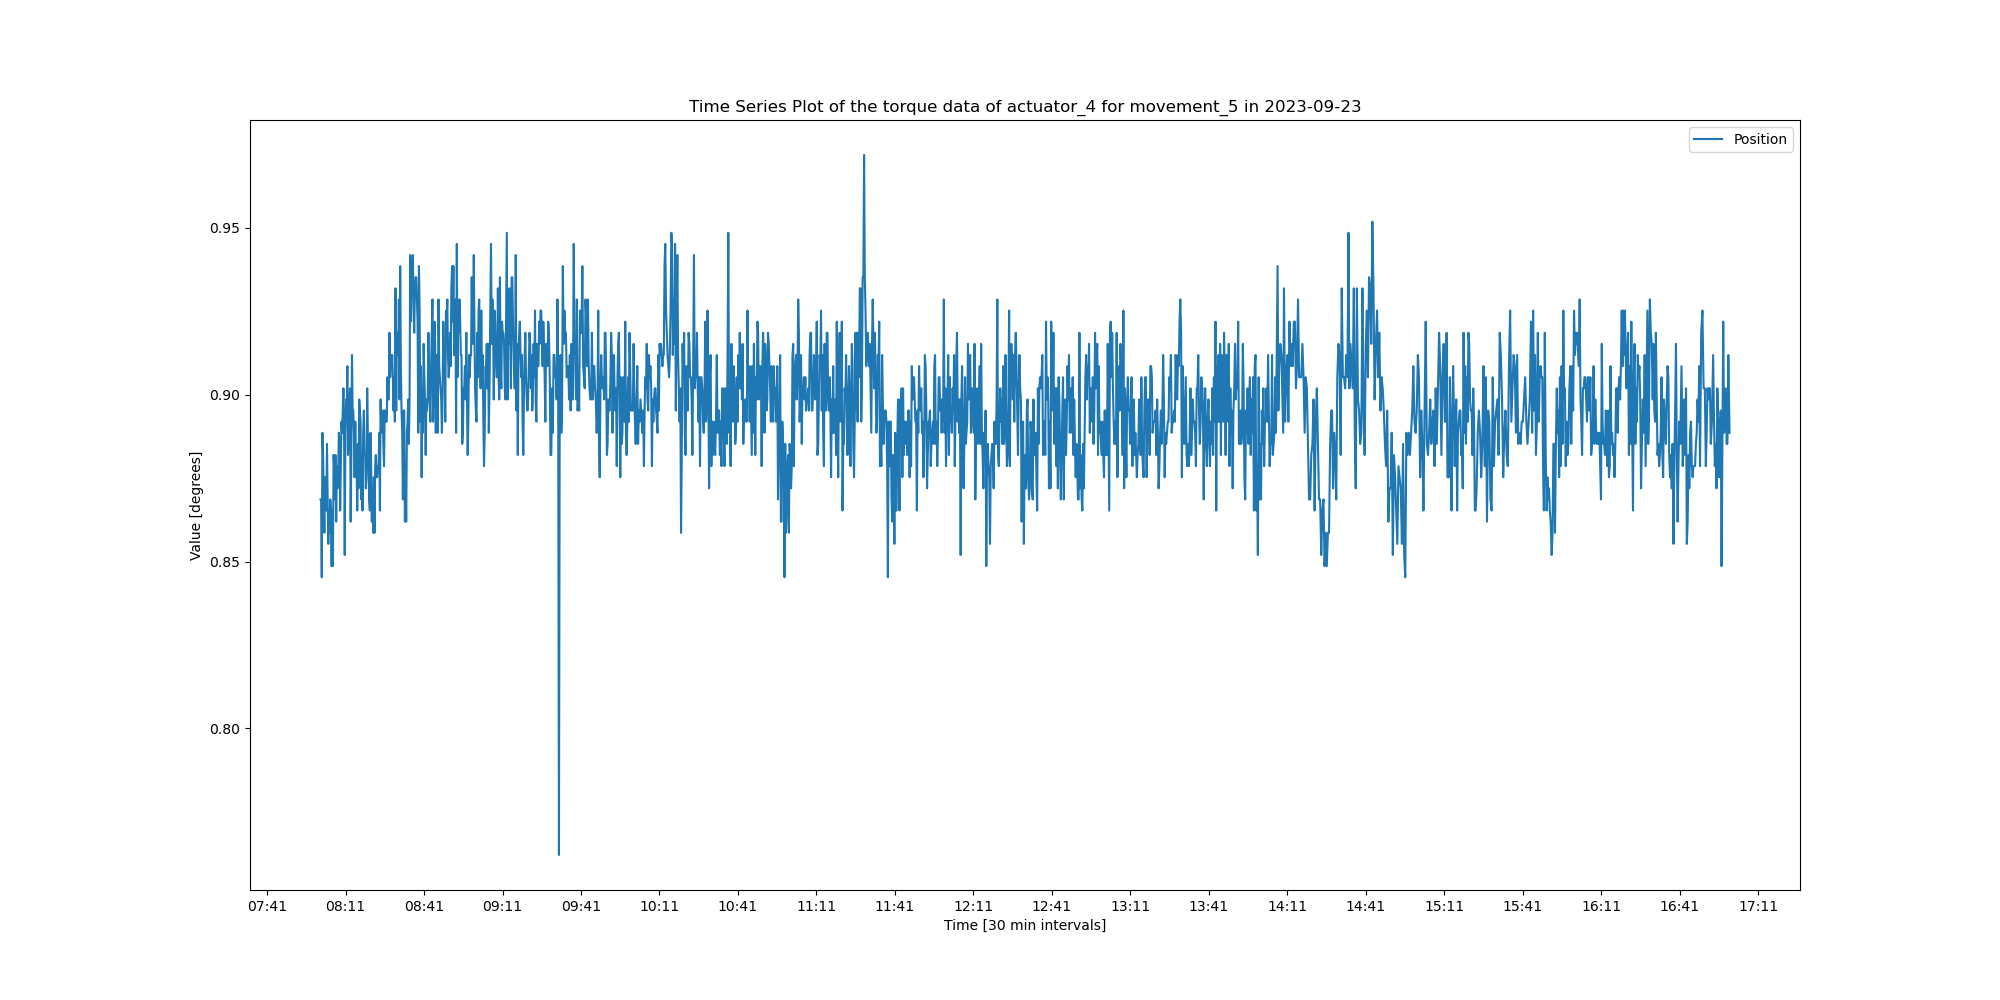 Time Series Plot of the torque data of actuator_4 for movement_5 in 2023-09-23
Position
Value [degrees]
0.95
0.90
0.85
0.80
07:41 08:11 08:41 09:11 09:41 10:11 10:41 11:11 11:41 12:11 12:41 13:11 13:41 14:11 14:41 15:11 15:41 16:11 16:41 17:11
Time [30 min intervals]